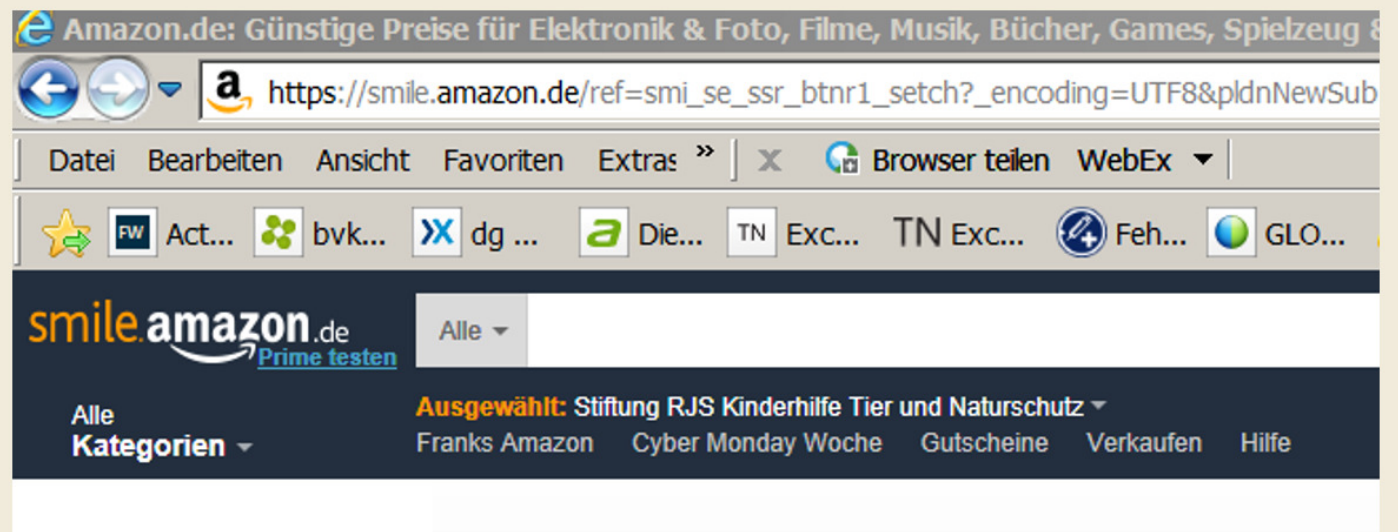 Amazon.de: Günstige Preise für Elektronik & Foto, Filme, Musik, Bücher, Games, Spielzeug &
a https://smile.amazon.de/ref=smi_se_ssr_btnr1_setch?_encoding=UTF8&pldnNewSub
Datei Bearbeiten Ansicht Favoriten Extras » x Browser teilen WebEx
FW Act... bvk... dg ... a Die... TN Exc... TN Exc... Feh... GLO...
smile.amazon.de Alle
Prime testen
Alle Ausgewählt: Stiftung RJS Kinderhilfe Tier und Naturschutz
Kategorien Franks Amazon Cyber Monday Woche Gutscheine Verkaufen Hilfe